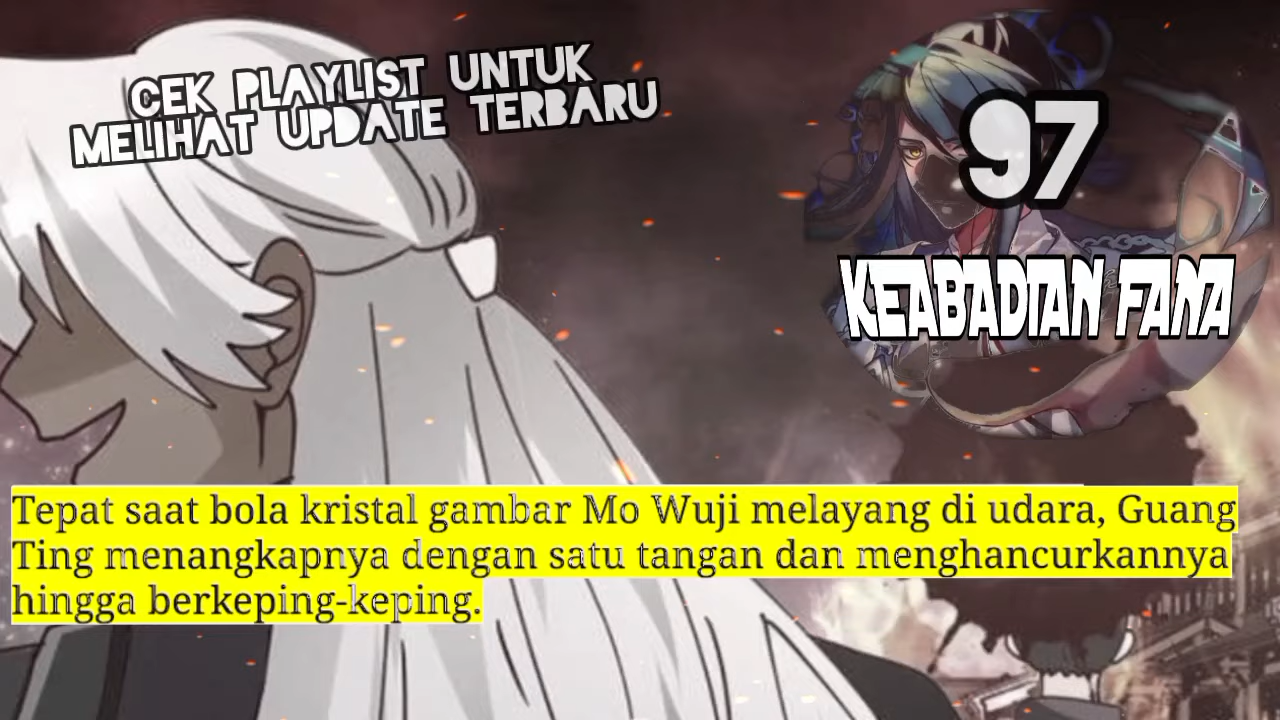 CEK PLAYLIST UNTUK
MELIHAT UPDATE TERBARU
97
KEABADIAN FANA
Tepat saat bola kristal gambar Mo Wuji melayang di udara, Guang
Ting menangkapnya dengan satu tangan dan menghancurkannya
hingga berkeping-keping.